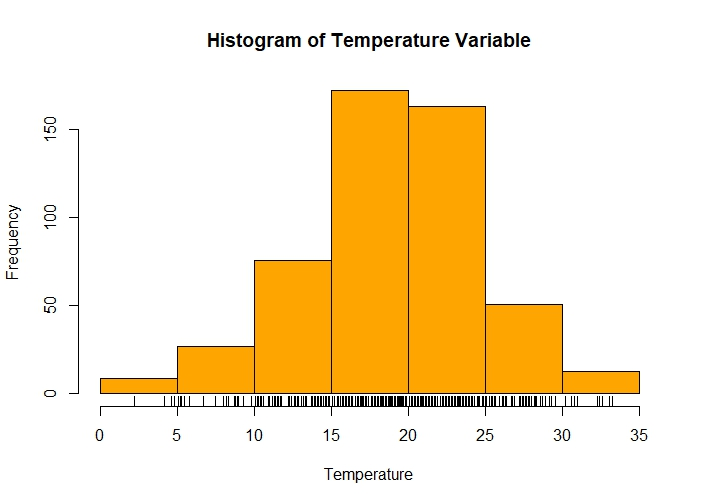 Histogram of Temperature Variable
150
100
50
0
Frequency
0 5 10 15 20 25 30 35
Temperature